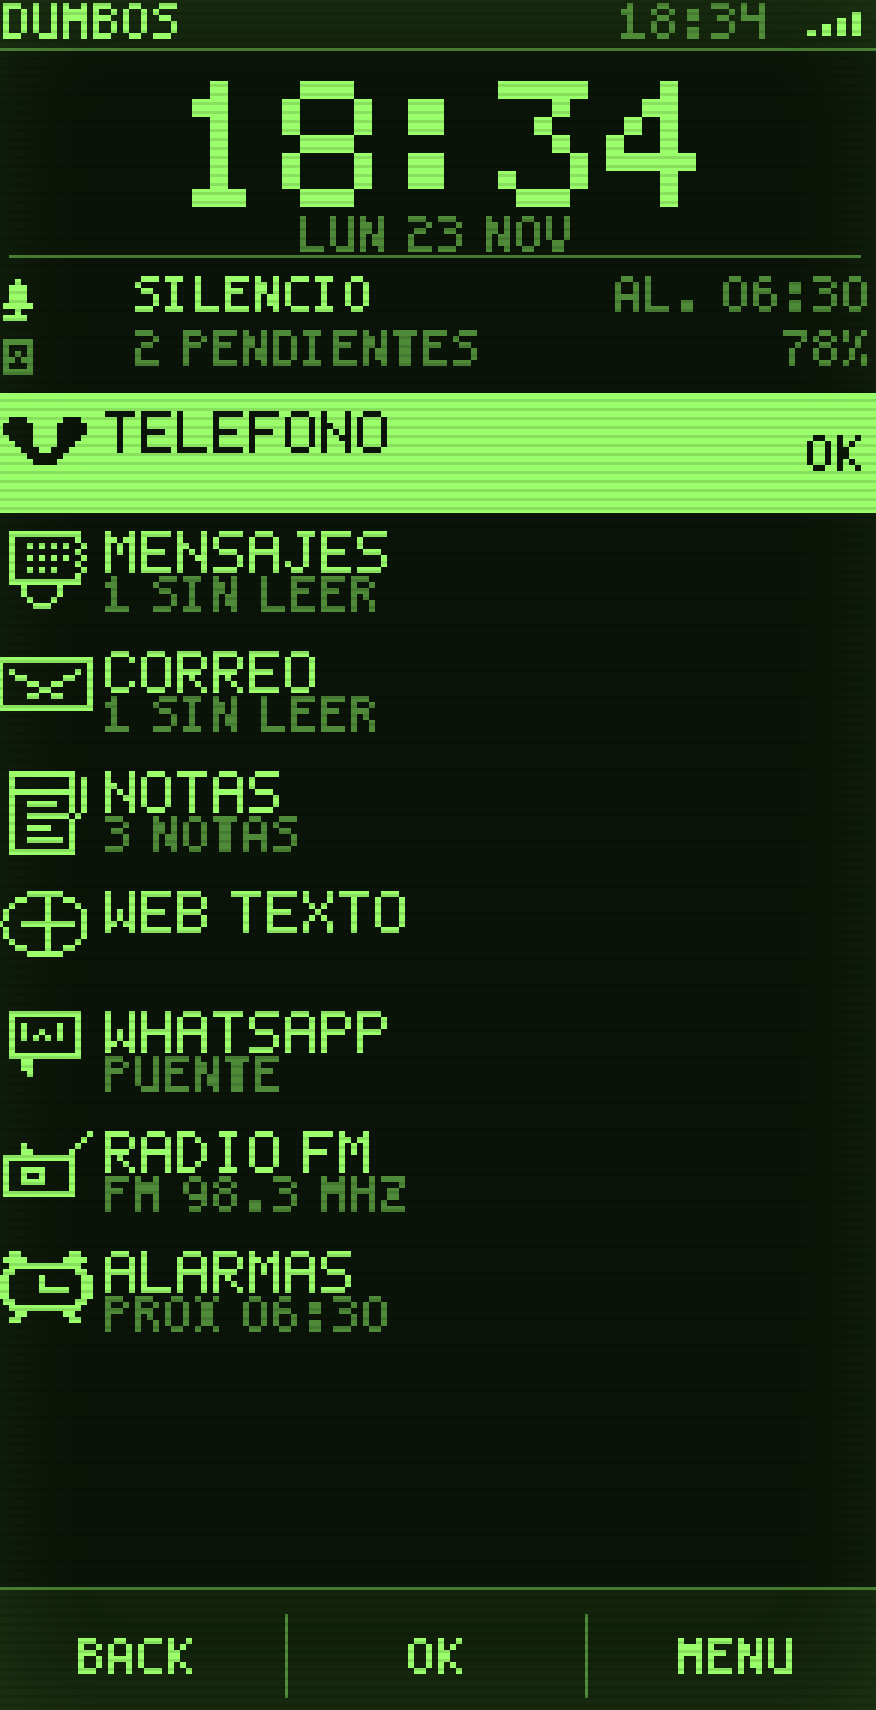 DUMBOS 18:34
18:34
LUN 23 NOV
SILENCIO AL. 06:30
2 PENDIENTES 78%
TELEFONO OK
MENSAJES
1 SIN LEER
CORREO
1 SIN LEER
NOTAS
3 NOTAS
WEB TEXTO
WHATSAPP
PUENTE
RADIO FM
FM 98.3 MHZ
ALARMAS
PROX 06:30
BACK OK MENU